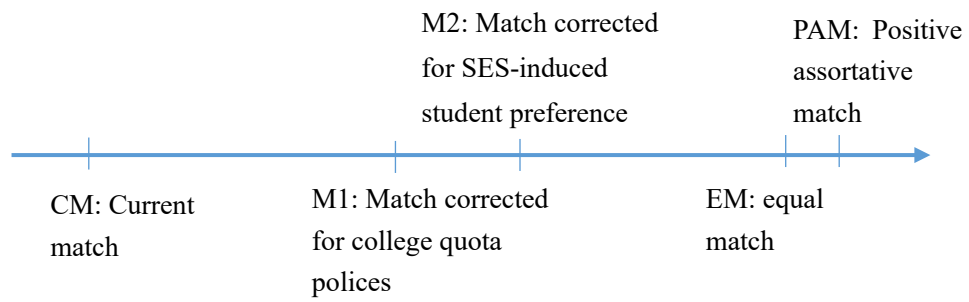 M2: Match corrected
for SES-induced
student preference
PAM: Positive
assortative
match
CM: Current
match
M1: Match corrected
for college quota
polices
EM: equal
match